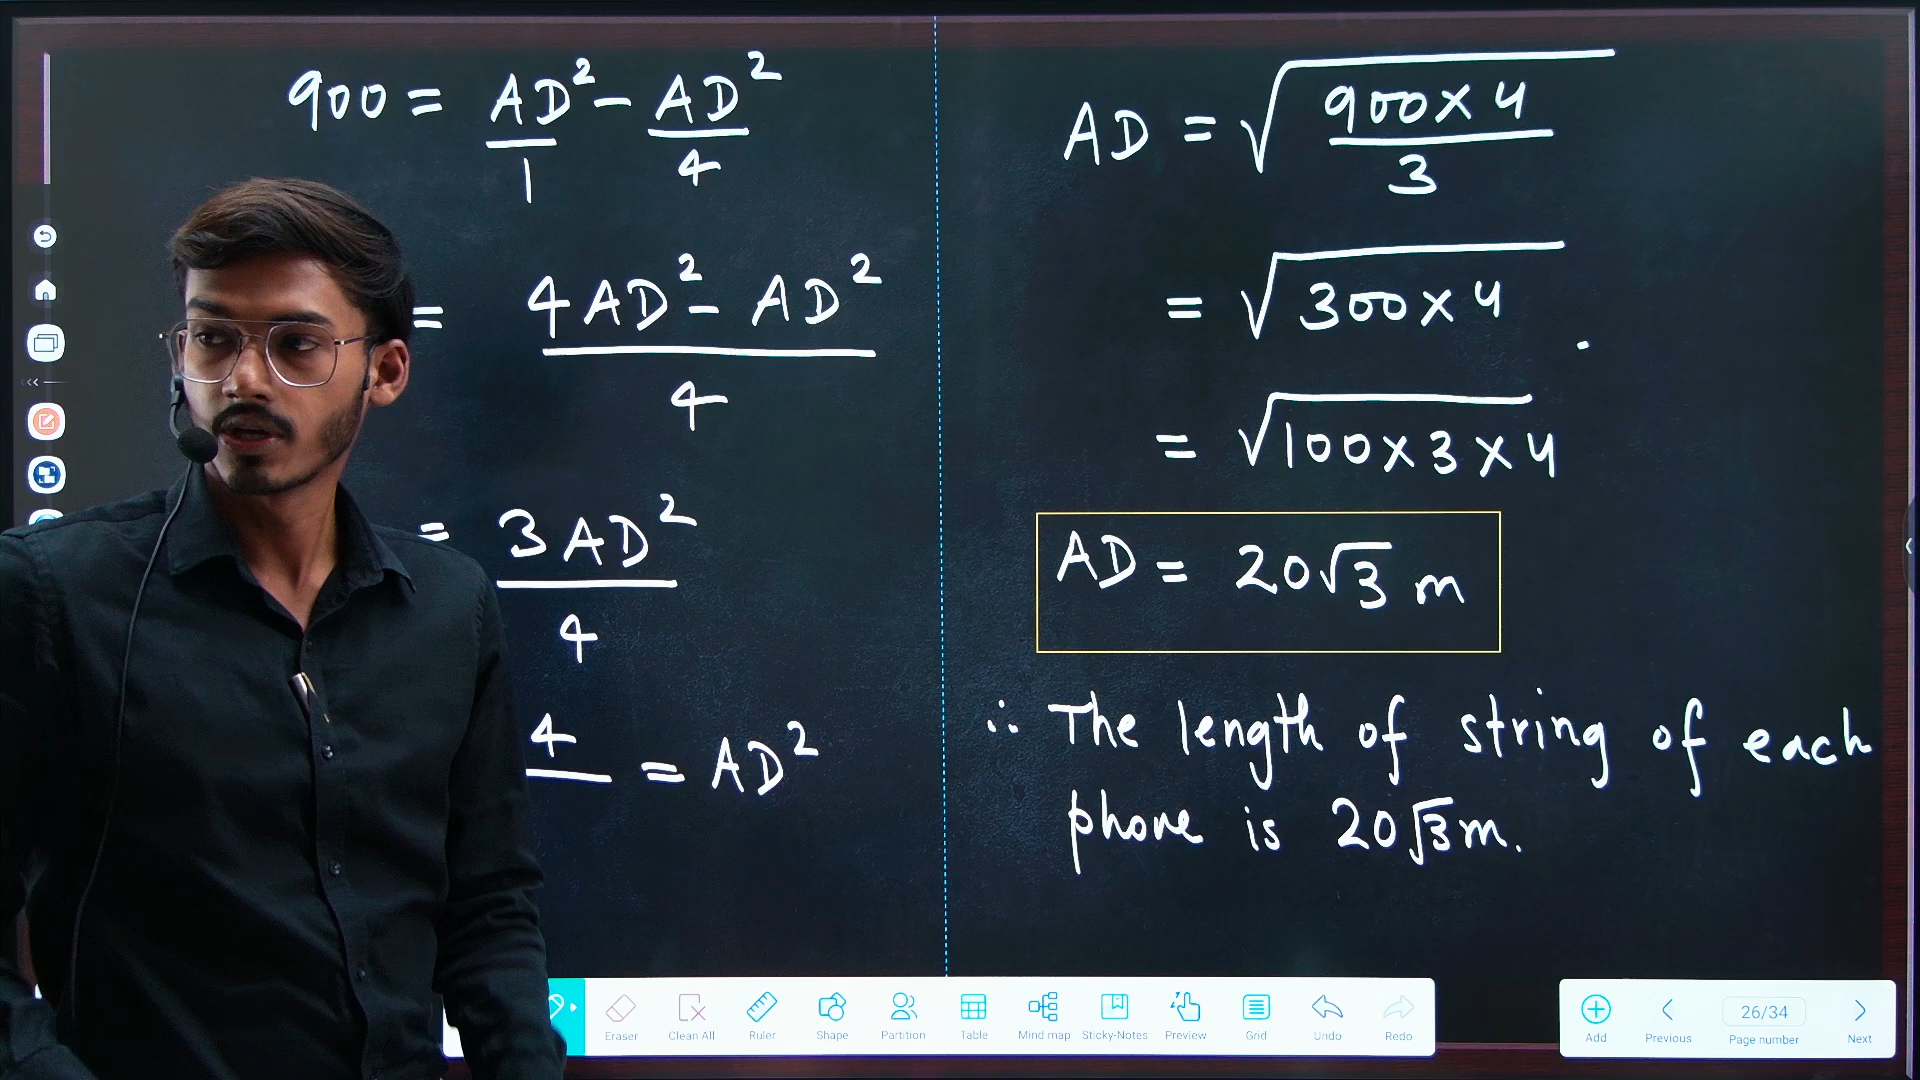 900 = AD²/1 - AD²/4
= 4AD² - AD² / 4
= 3AD² / 4
4 = AD²
AD = √(900×4 / 3)
= √300×4
= √100×3×4
AD = 20√3 m
∴ The length of string of each
phone is 20√3m.
Eraser
Clean All
Ruler
Shape
Partition
Table
Mind map
Sticky-Notes
Preview
Grid
Undo
Redo
Add
Previous
26/34
Page number
Next